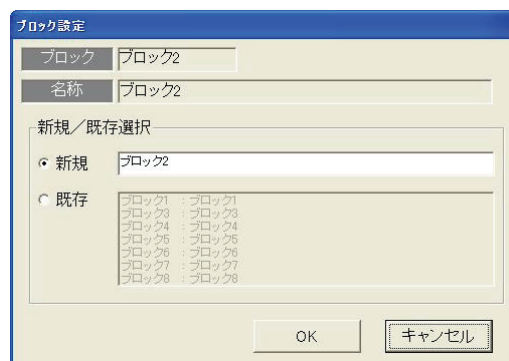 ブロック設定
ブロック ブロック2
名称 ブロック2
新規／既存選択
新規 ブロック2
既存
ブロック1 : ブロック1
ブロック3 : ブロック3
ブロック4 : ブロック4
ブロック5 : ブロック5
ブロック6 : ブロック6
ブロック7 : ブロック7
ブロック8 : ブロック8
OK キャンセル